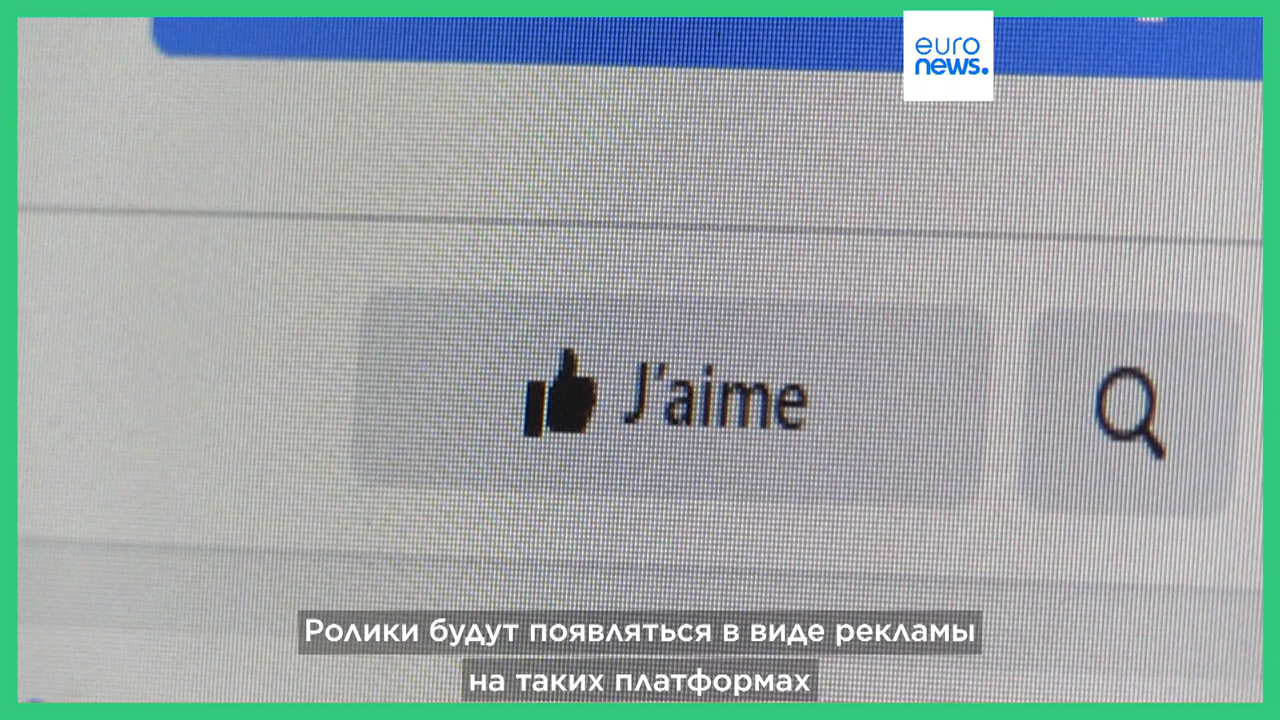 euro
news.
J'aime
Ролики будут появляться в виде рекламы
на таких платформах